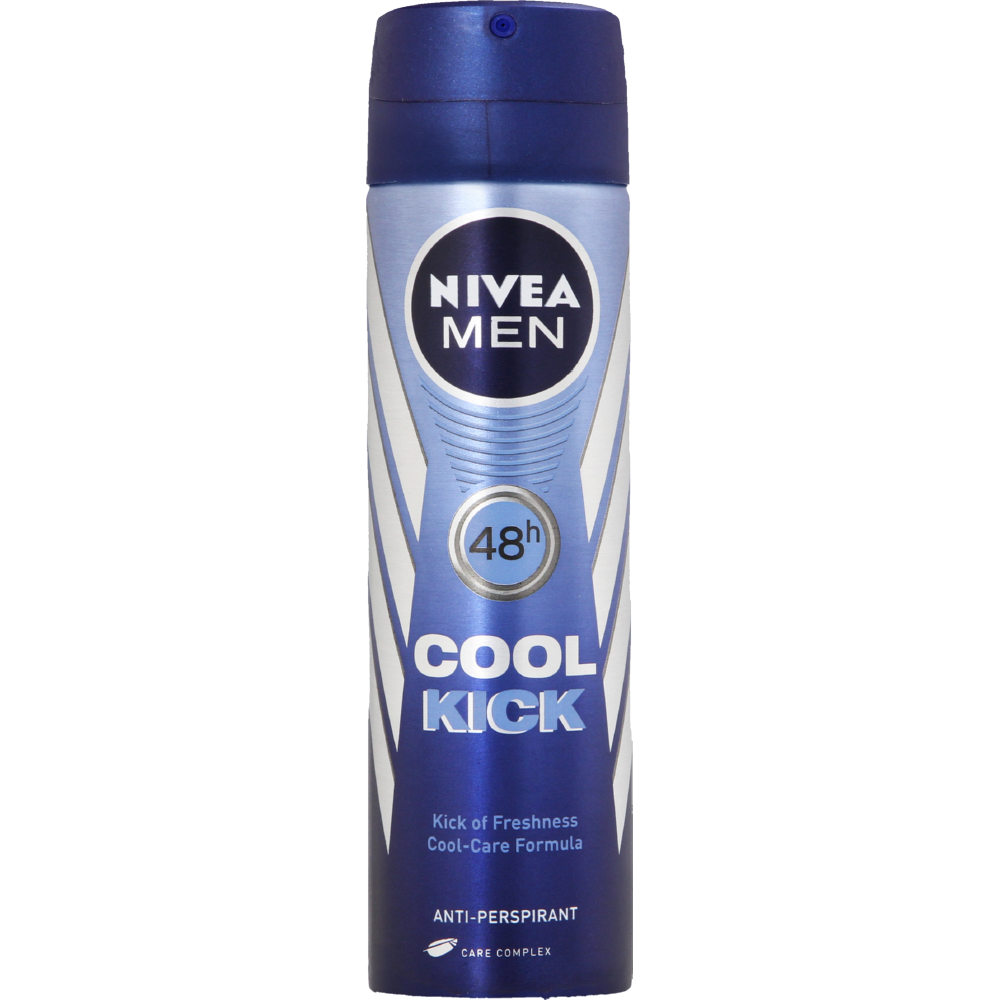 NIVEA
MEN
48h
COOL
KICK
Kick of Freshness
Cool-Care Formula
ANTI-PERSPIRANT
CARE COMPLEX